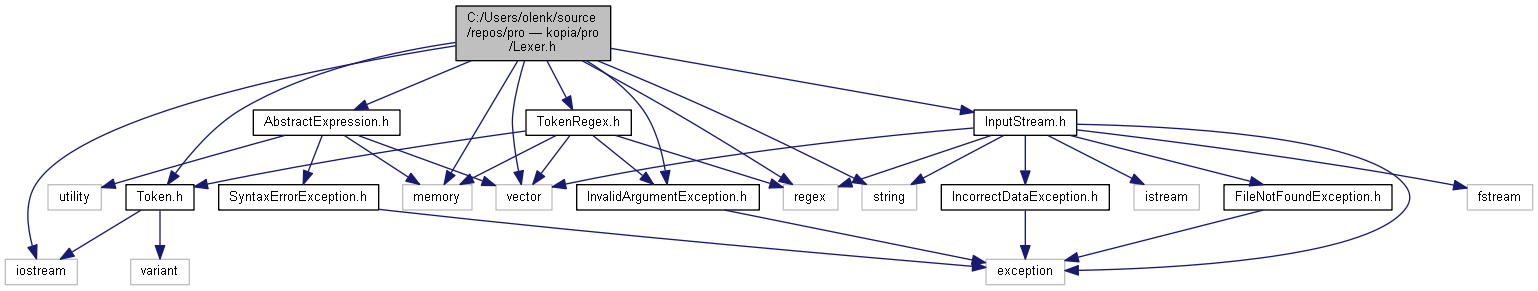 C:/Users/olenk/source
/repos/pro — kopia/pro
/Lexer.h
AbstractExpression.h
TokenRegex.h
InputStream.h
utility
Token.h
SyntaxErrorException.h
memory
vector
InvalidArgumentException.h
regex
string
IncorrectDataException.h
istream
FileNotFoundException.h
fstream
iostream
variant
exception